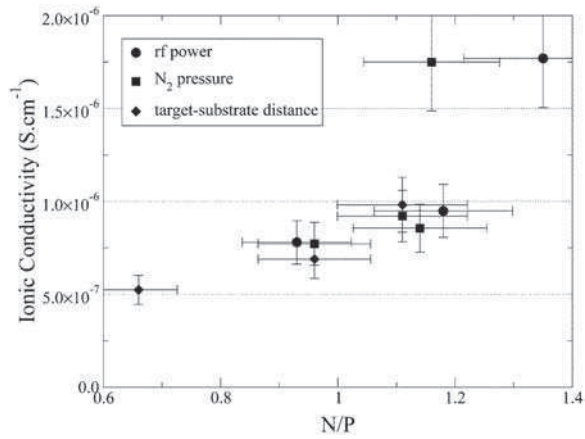 2.0×10⁻⁶
rf power
N₂ pressure
target-substrate distance
1.5×10⁻⁶
Ionic Conductivity (S.cm⁻¹)
1.0×10⁻⁶
5.0×10⁻⁷
0.0
0.6 0.8 1 1.2 1.4
N/P